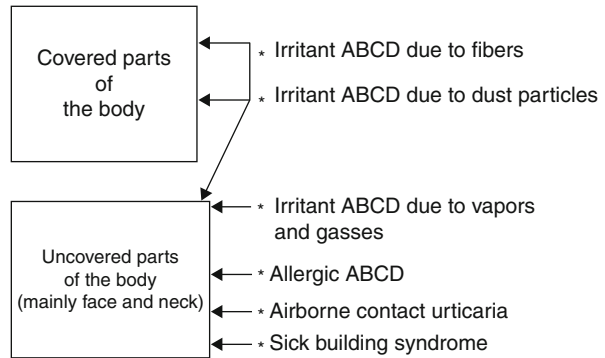 Covered parts
of
the body
* Irritant ABCD due to fibers
* Irritant ABCD due to dust particles
Uncovered parts
of the body
(mainly face and neck)
* Irritant ABCD due to vapors
and gasses
* Allergic ABCD
* Airborne contact urticaria
* Sick building syndrome